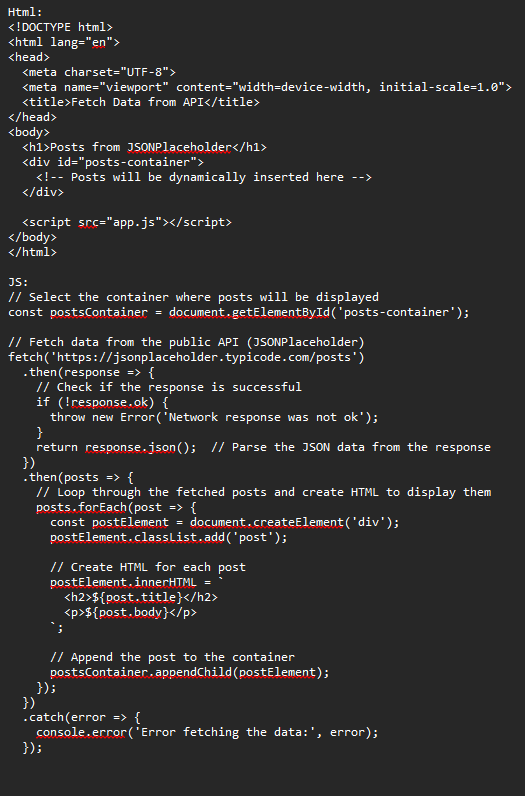 Html:
<!DOCTYPE html>
<html lang="en">
<head>
  <meta charset="UTF-8">
  <meta name="viewport" content="width=device-width, initial-scale=1.0">
  <title>Fetch Data from API</title>
</head>
<body>
  <h1>Posts from JSONPlaceholder</h1>
  <div id="posts-container">
    <!-- Posts will be dynamically inserted here -->
  </div>

  <script src="app.js"></script>
</body>
</html>

JS:
// Select the container where posts will be displayed
const postsContainer = document.getElementById('posts-container');

// Fetch data from the public API (JSONPlaceholder)
fetch('https://jsonplaceholder.typicode.com/posts')
  .then(response => {
    // Check if the response is successful
    if (!response.ok) {
      throw new Error('Network response was not ok');
    }
    return response.json();  // Parse the JSON data from the response
  })
  .then(posts => {
    // Loop through the fetched posts and create HTML to display them
    posts.forEach(post => {
      const postElement = document.createElement('div');
      postElement.classList.add('post');

      // Create HTML for each post
      postElement.innerHTML = `
        <h2>${post.title}</h2>
        <p>${post.body}</p>
      `;

      // Append the post to the container
      postsContainer.appendChild(postElement);
    });
  })
  .catch(error => {
    console.error('Error fetching the data:', error);
  });